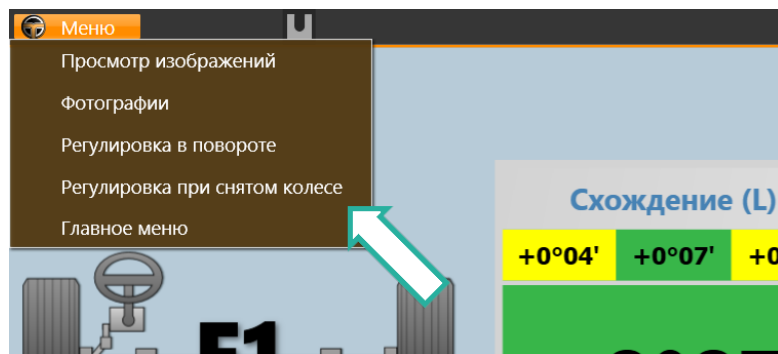 Меню
Просмотр изображений
Фотографии
Регулировка в повороте
Регулировка при снятом колесе
Главное меню
Схождение (L)
+0°04' +0°07'